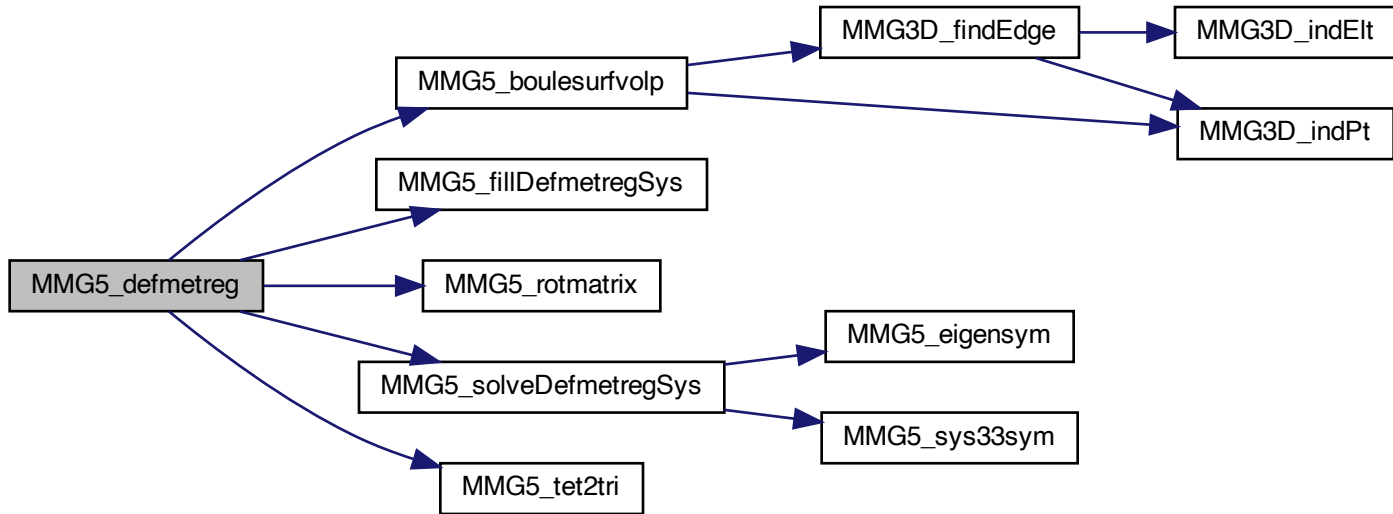 MMG5_defmetreg
MMG5_boulesurfvolp
MMG3D_findEdge
MMG3D_indElt
MMG3D_indPt
MMG5_fillDefmetregSys
MMG5_rotmatrix
MMG5_solveDefmetregSys
MMG5_eigensym
MMG5_sys33sym
MMG5_tet2tri